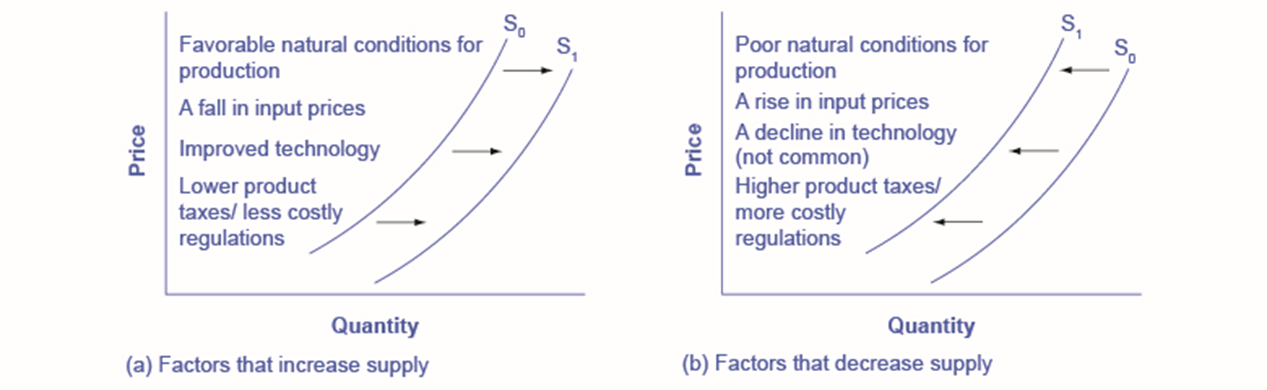 Price
Favorable natural conditions for
production
A fall in input prices
Improved technology
Lower product
taxes/ less costly
regulations
S0
S1
Quantity
(a) Factors that increase supply
Price
Poor natural conditions for
production
A rise in input prices
A decline in technology
(not common)
Higher product taxes/
more costly
regulations
S1
S0
Quantity
(b) Factors that decrease supply